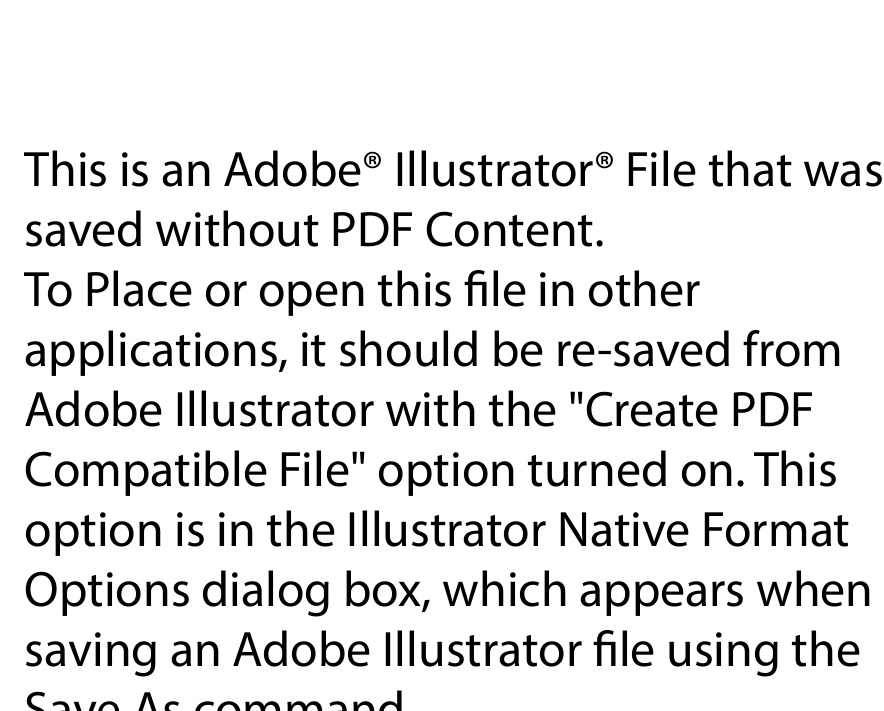 This is an Adobe® Illustrator® File that was
saved without PDF Content.
To Place or open this file in other
applications, it should be re-saved from
Adobe Illustrator with the "Create PDF
Compatible File" option turned on. This
option is in the Illustrator Native Format
Options dialog box, which appears when
saving an Adobe Illustrator file using the
Save As command